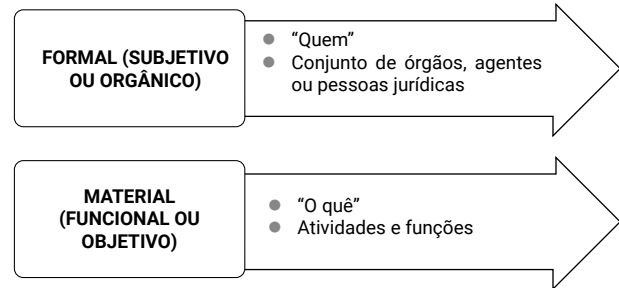 FORMAL (SUBJETIVO
OU ORGÂNICO)
“Quem”
Conjunto de órgãos, agentes
ou pessoas jurídicas
MATERIAL
(FUNCIONAL OU
OBJETIVO)
“O quê”
Atividades e funções